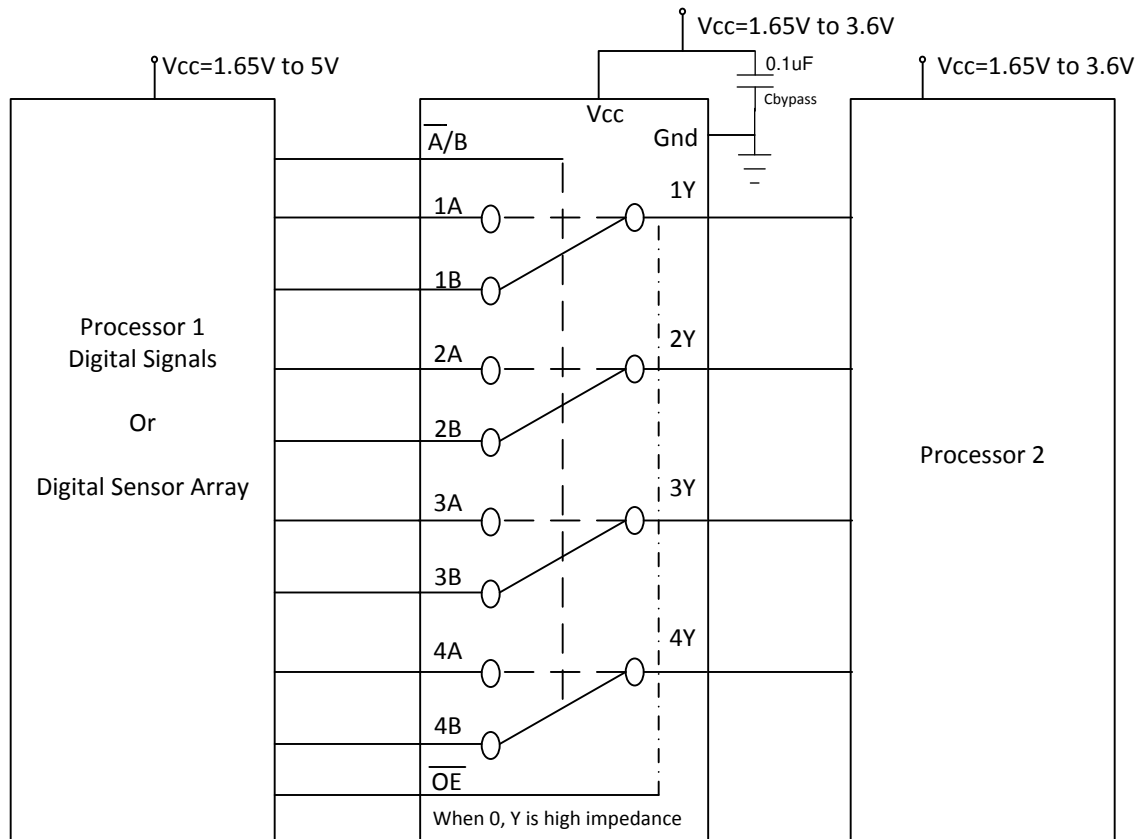 Vcc=1.65V to 3.6V
Vcc=1.65V to 5V
0.1uF
Vcc=1.65V to 3.6V
Cbypass
Vcc
A̅/B
Gnd
1A
1Y
1B
Processor 1
Digital Signals
Or
Digital Sensor Array
2A
2Y
2B
Processor 2
3A
3Y
3B
4A
4Y
4B
O̅E̅
When 0, Y is high impedance